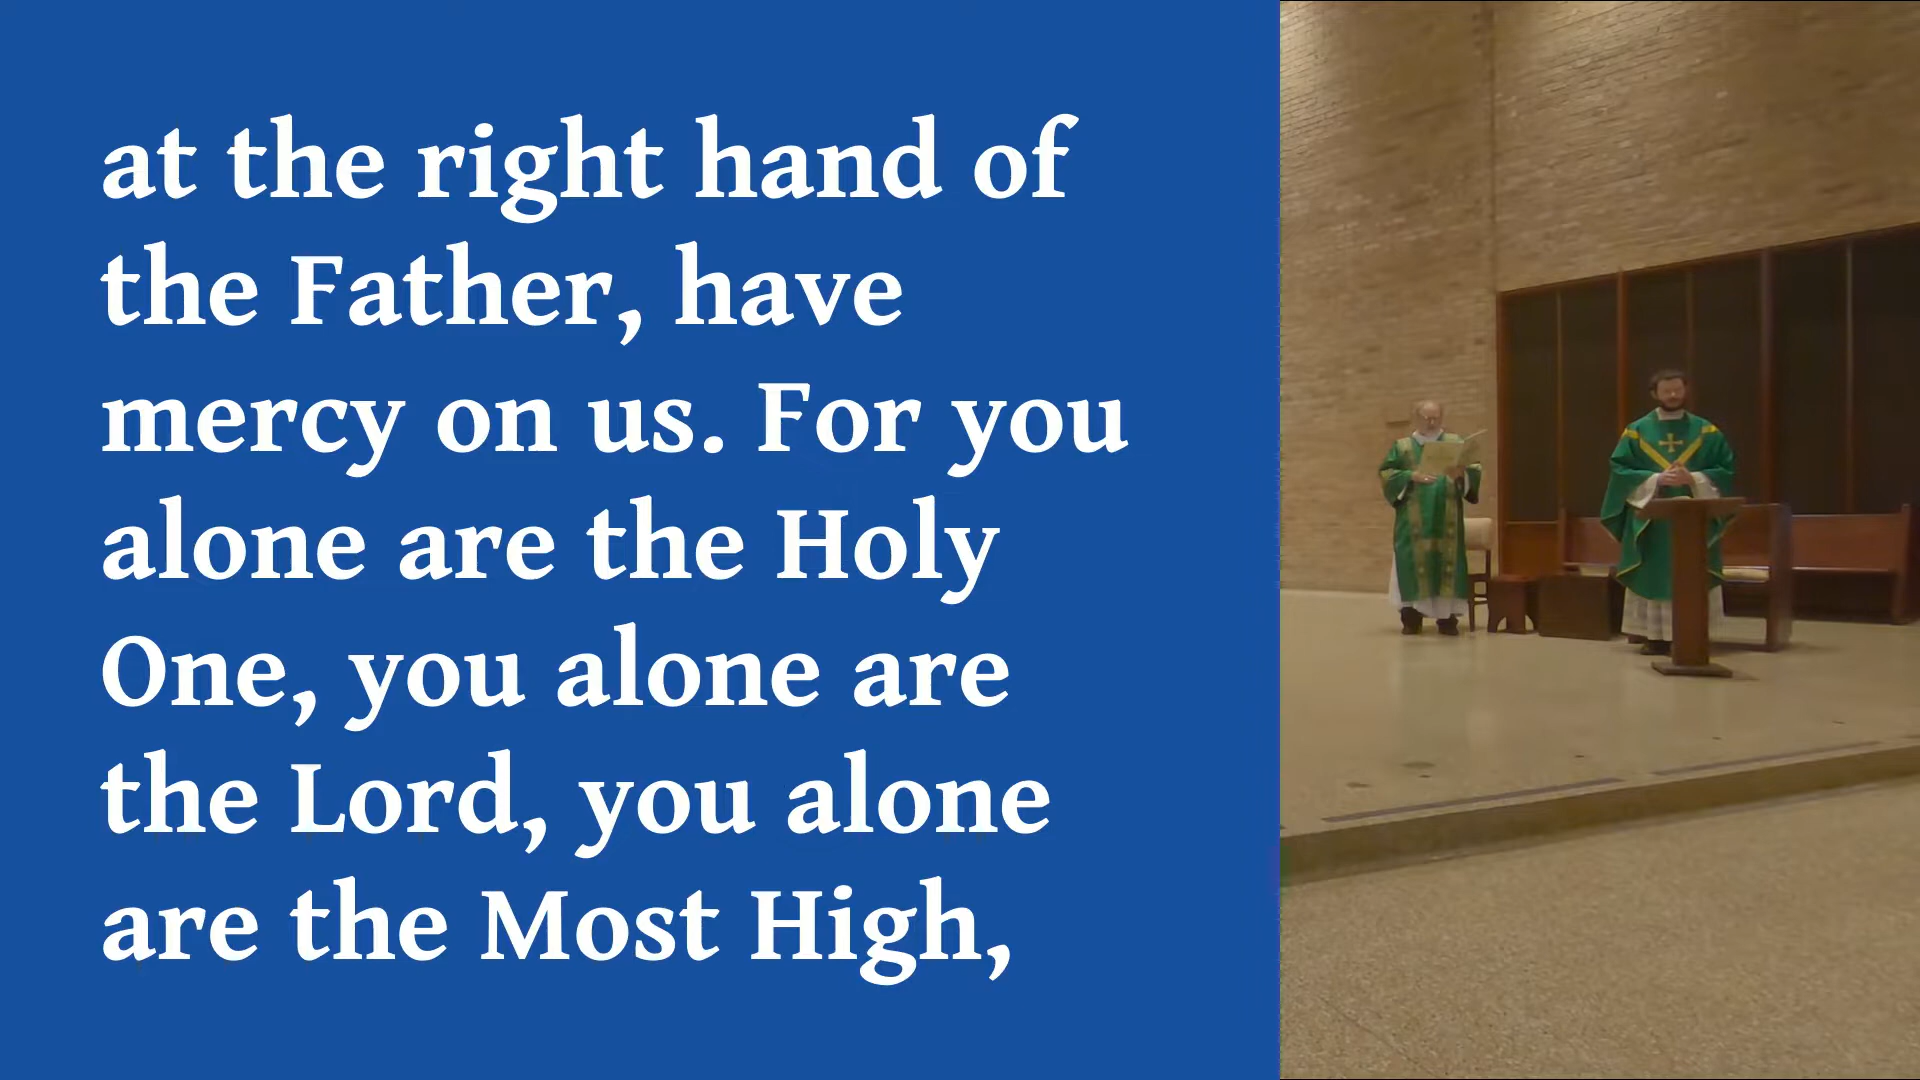 at the right hand of
the Father, have
mercy on us. For you
alone are the Holy
One, you alone are
the Lord, you alone
are the Most High,